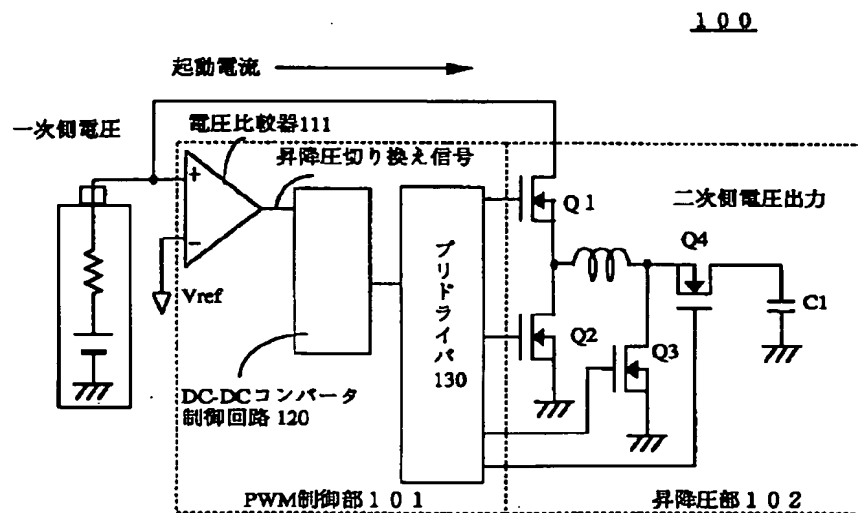 １００
起動電流
一次側電圧
電圧比較器111
昇降圧切り換え信号
+
−
Vref
DC-DCコンバータ
制御回路 120
プリドライバ
130
Q1
Q2
Q3
二次側電圧出力
Q4
C1
PWM制御部１０１
昇降圧部１０２